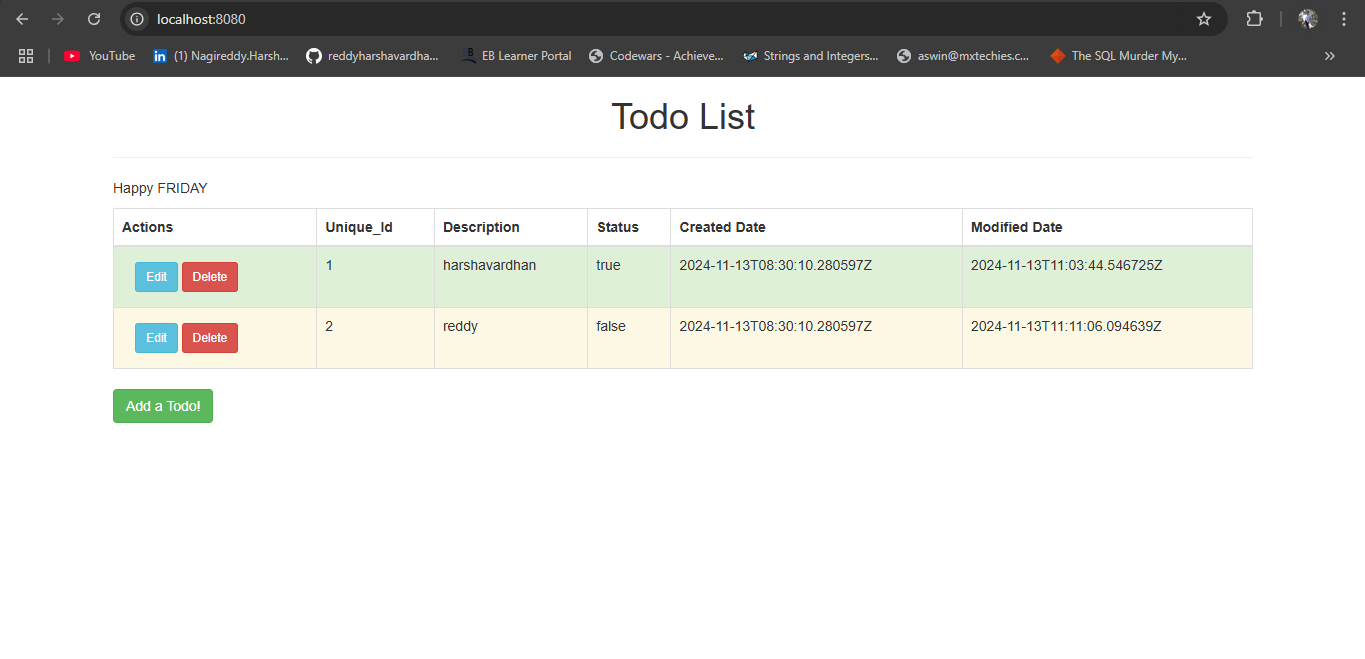 localhost:8080
YouTube (1) Nagireddy.Harsh... reddyharshavardha... EB Learner Portal Codewars - Achieve... Strings and Integers... aswin@mxtechies.c... The SQL Murder My...
Todo List
Happy FRIDAY
Actions Unique_Id Description Status Created Date Modified Date
Edit Delete 1 harshavardhan true 2024-11-13T08:30:10.280597Z 2024-11-13T11:03:44.546725Z
Edit Delete 2 reddy false 2024-11-13T08:30:10.280597Z 2024-11-13T11:11:06.094639Z
Add a Todo!